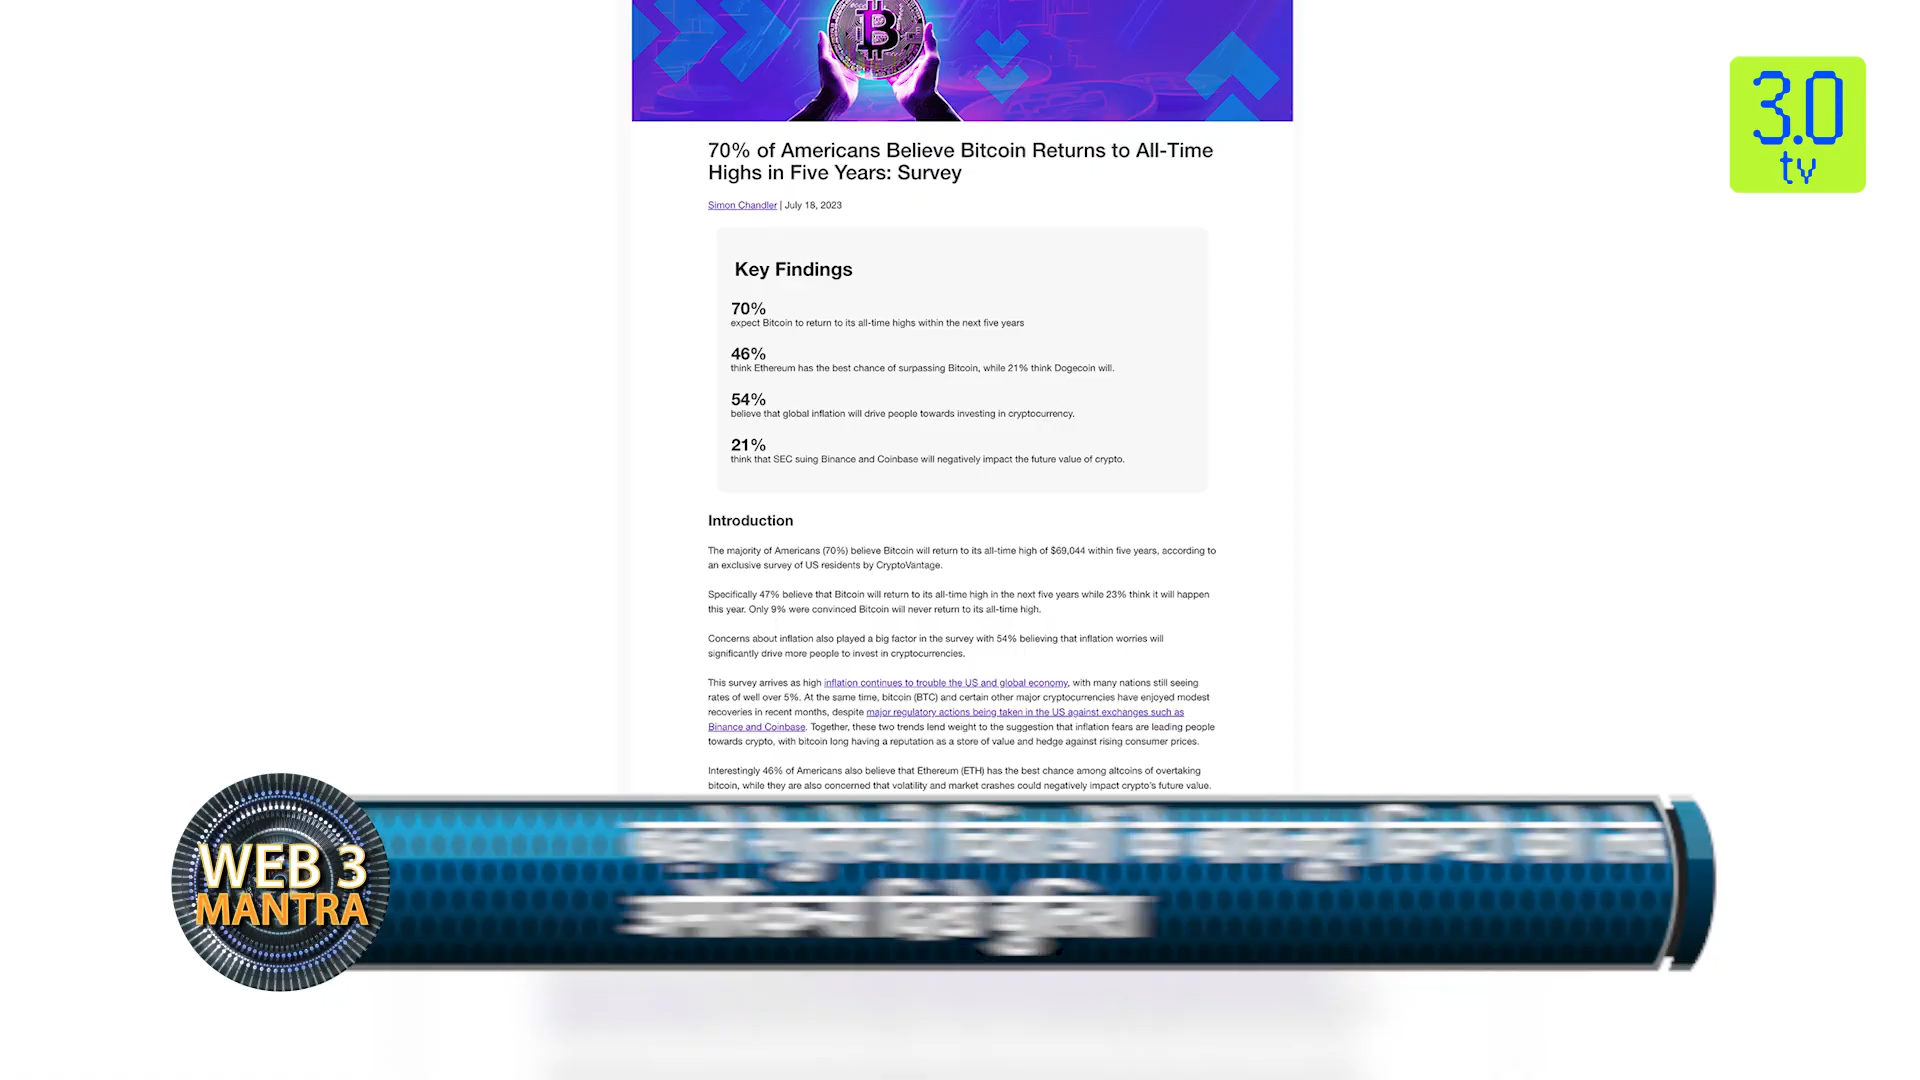 3.0
tv
70% of Americans Believe Bitcoin Returns to All-Time
Highs in Five Years: Survey
Simon Chandler | July 18, 2023
Key Findings
70%
expect Bitcoin to return to its all-time highs within the next five years
46%
think Ethereum has the best chance of surpassing Bitcoin, while 21% think Dogecoin will.
54%
believe that global inflation will drive people towards investing in cryptocurrency.
21%
think that SEC suing Binance and Coinbase will negatively impact the future value of crypto.
Introduction
The majority of Americans (70%) believe Bitcoin will return to its all-time high of $69,044 within five years, according to
an exclusive survey of US residents by CryptoVantage.
Specifically 47% believe that Bitcoin will return to its all-time high in the next five years while 23% think it will happen
this year. Only 9% were convinced Bitcoin will never return to its all-time high.
Concerns about inflation also played a big factor in the survey with 54% believing that inflation worries will
significantly drive more people to invest in cryptocurrencies.
This survey arrives as high inflation continues to trouble the US and global economy, with many nations still seeing
rates of well over 5%. At the same time, bitcoin (BTC) and certain other major cryptocurrencies have enjoyed modest
recoveries in recent months, despite major regulatory actions being taken in the US against exchanges such as
Binance and Coinbase. Together, these two trends lend weight to the suggestion that inflation fears are leading people
towards crypto, with bitcoin long having a reputation as a store of value and hedge against rising consumer prices.
Interestingly 46% of Americans also believe that Ethereum (ETH) has the best chance among altcoins of overtaking
bitcoin, while they are also concerned that volatility and market crashes could negatively impact crypto's future value.
WEB 3
MANTRA